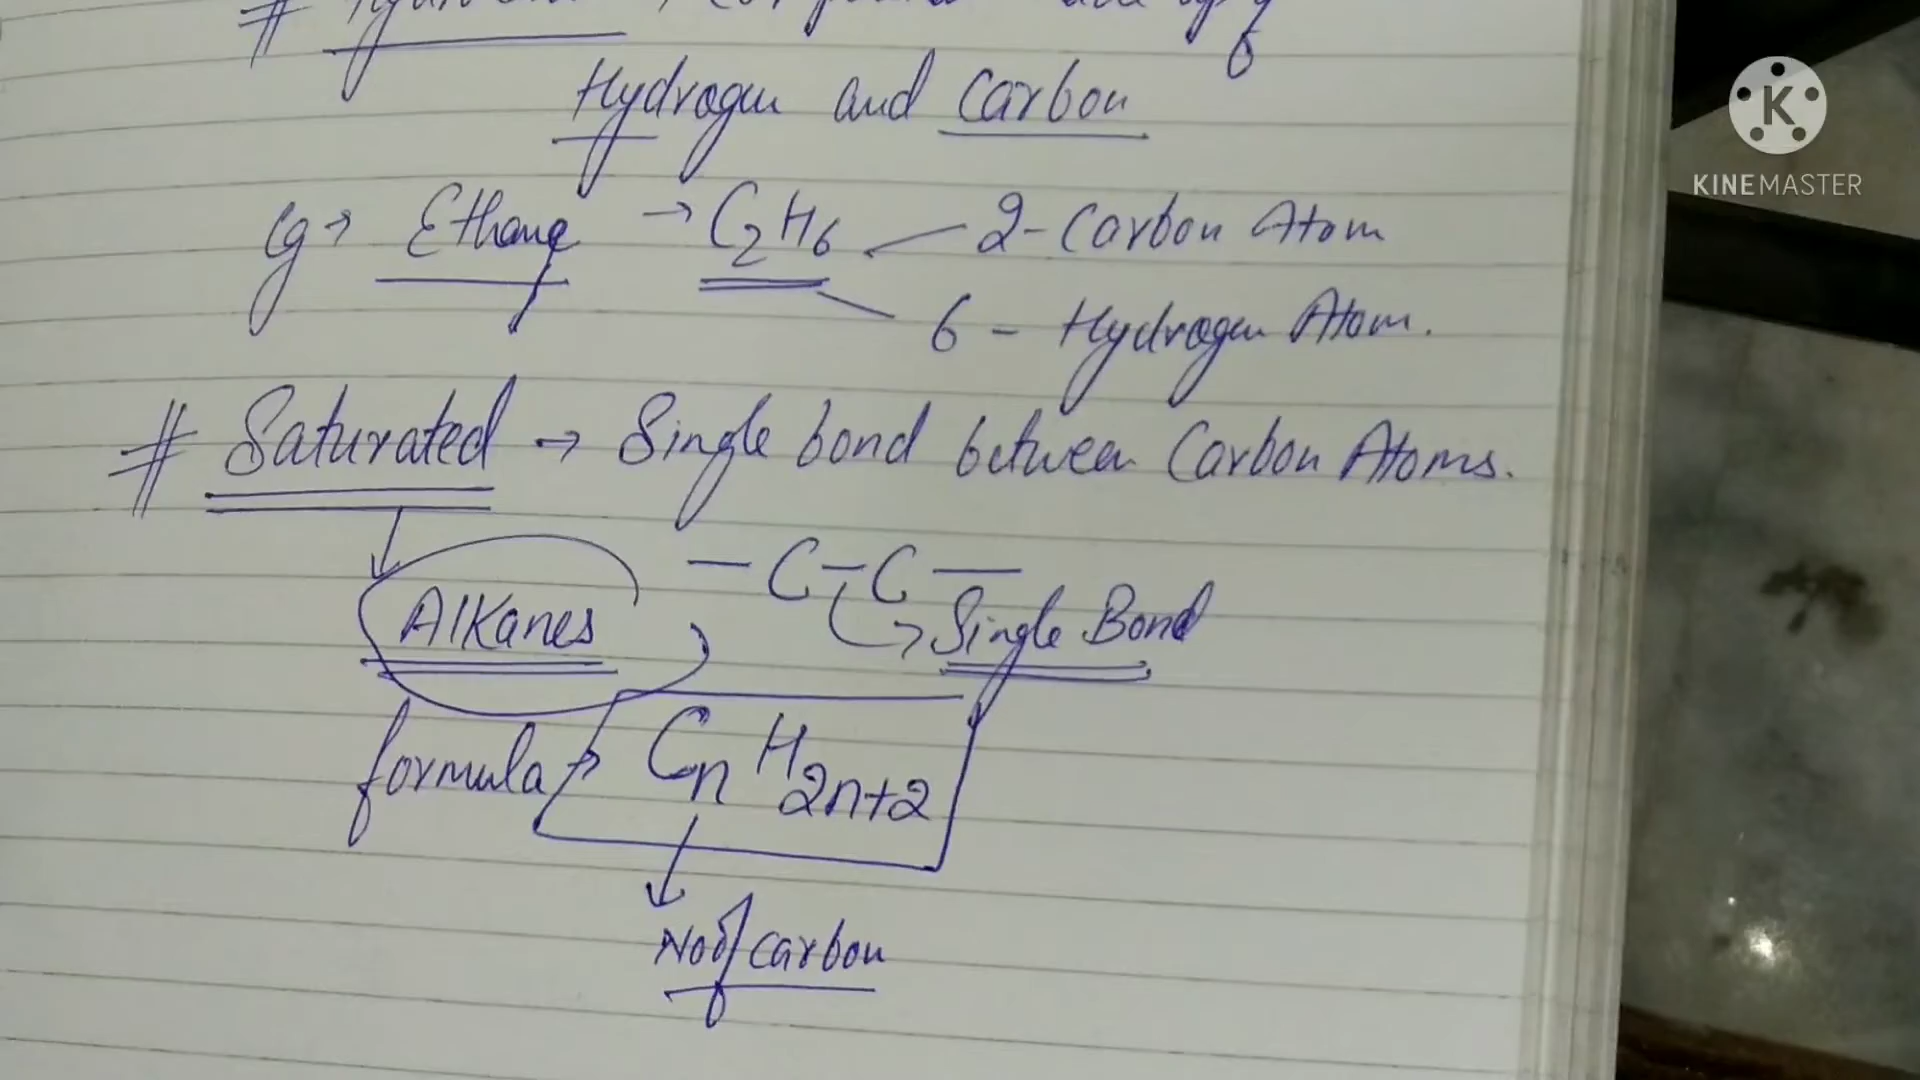 Hydrogen and Carbon
eg → Ethane → C2H6 — 2 - Carbon Atom
6 - Hydrogen Atom.
# Saturated → Single bond between Carbon Atoms.
— C — C —
Alkanes
Single Bond
formula → CnH2n+2
No of carbon
K
KINEMASTER